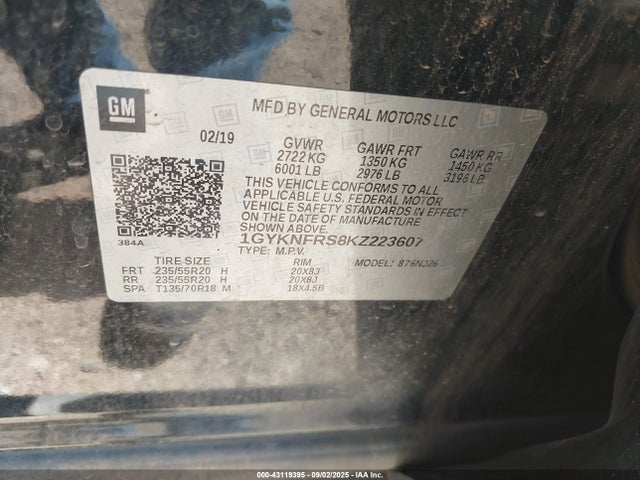 GM
MFD BY GENERAL MOTORS LLC
02/19
GVWR GAWR FRT GAWR RR
2722 KG 1350 KG 1450 KG
6001 LB 2976 LB 3196 LB
THIS VEHICLE CONFORMS TO ALL
APPLICABLE U.S. FEDERAL MOTOR
VEHICLE SAFETY STANDARDS IN EFFECT
ON THE DATE OF MANUFACTURE
SHOWN ABOVE.
384A
1GYKNFRS8KZ223607
TYPE: M.P.V. MODEL: 876NJ26
TIRE SIZE RIM
FRT 235/55R20 H 20X8J
RR 235/55R20 H 20X8J
SPA T135/70R18 M 18X4.5B
000-43119395 - 09/02/2025 - IAA Inc.